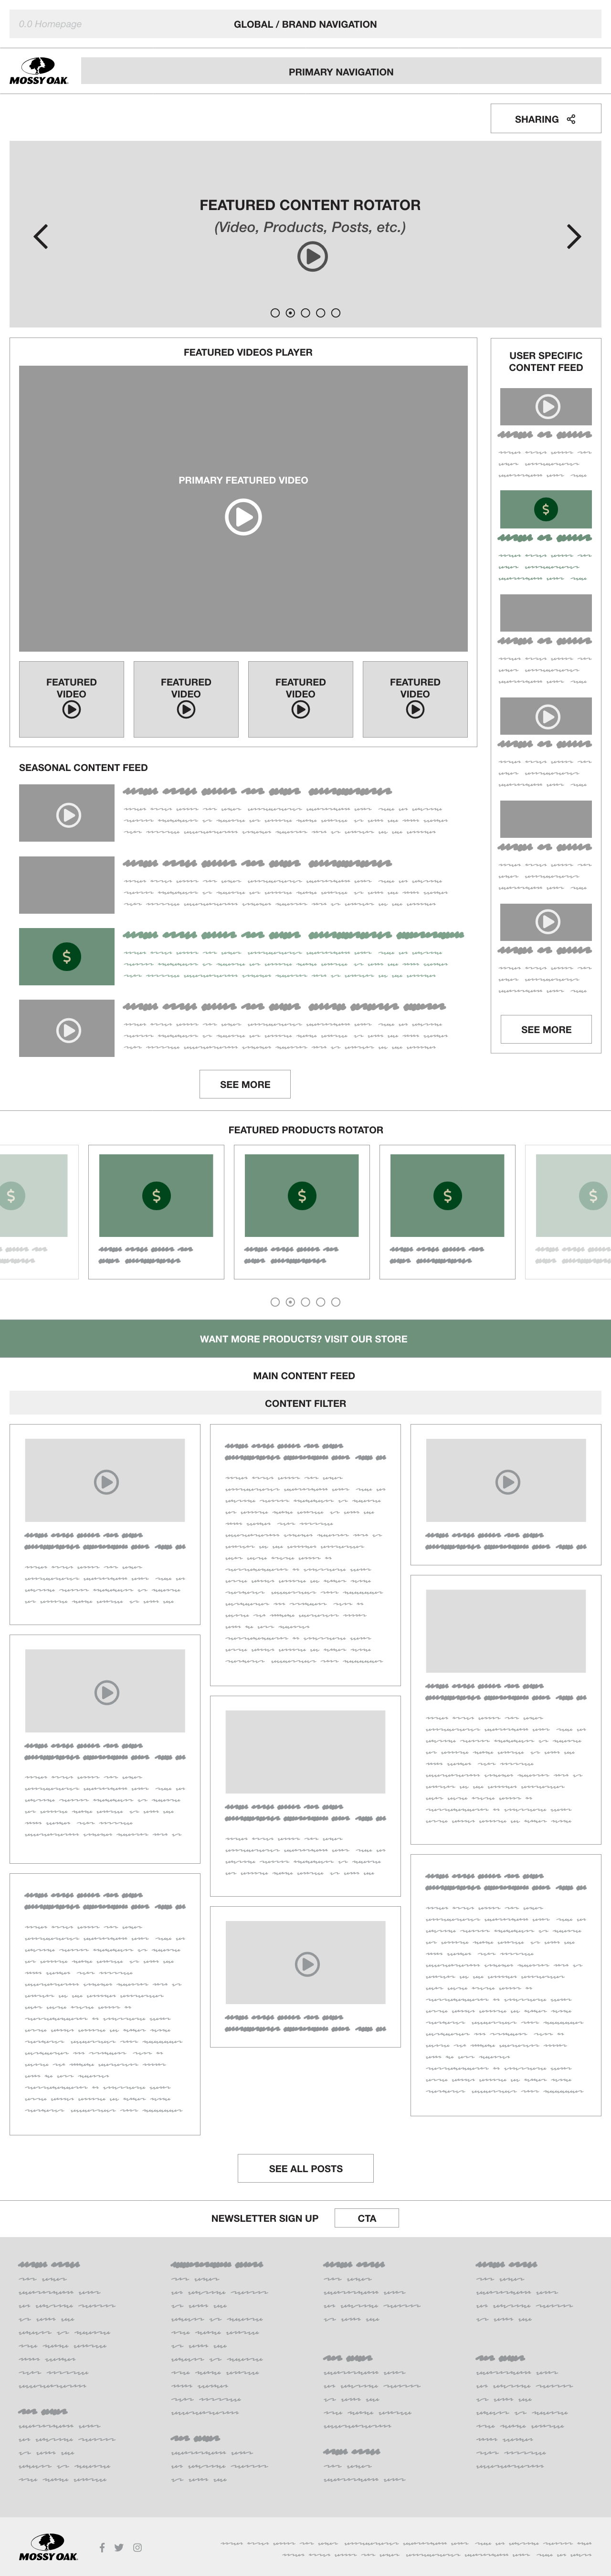 0.0 Homepage
GLOBAL / BRAND NAVIGATION
MOSSY OAK.
PRIMARY NAVIGATION
SHARING
FEATURED CONTENT ROTATOR
(Video, Products, Posts, etc.)
FEATURED VIDEOS PLAYER
PRIMARY FEATURED VIDEO
FEATURED
VIDEO
FEATURED
VIDEO
FEATURED
VIDEO
FEATURED
VIDEO
USER SPECIFIC
CONTENT FEED
$
SEE MORE
SEASONAL CONTENT FEED
$
SEE MORE
FEATURED PRODUCTS ROTATOR
$
$
$
$
$
WANT MORE PRODUCTS? VISIT OUR STORE
MAIN CONTENT FEED
CONTENT FILTER
SEE ALL POSTS
NEWSLETTER SIGN UP
CTA
MOSSY OAK.